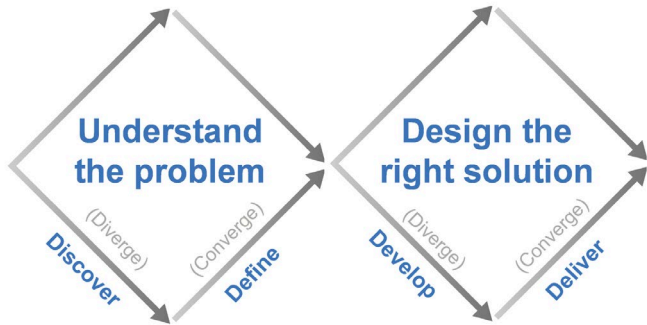 Understand
the problem
(Diverge)
Discover
(Converge)
Define
Design the
right solution
(Diverge)
Develop
(Converge)
Deliver